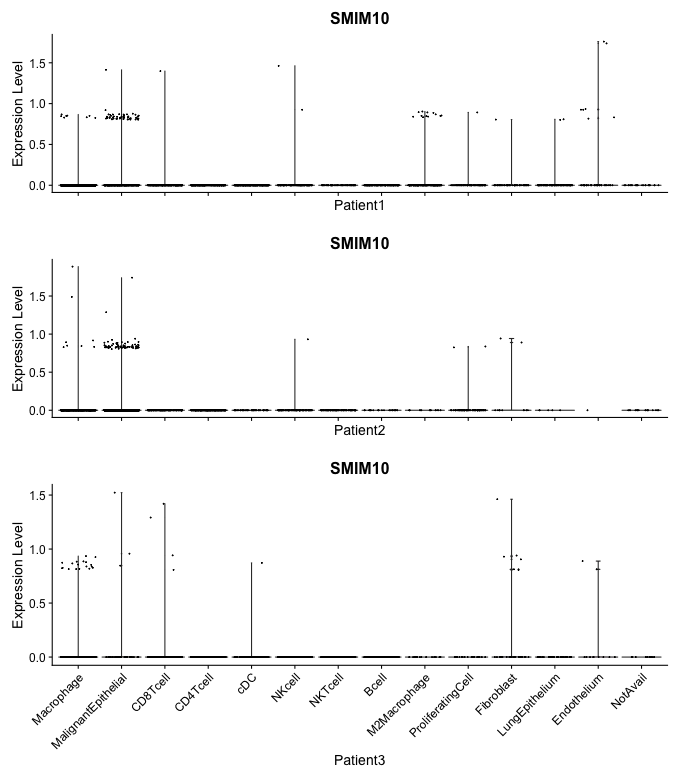 SMIM10
Expression Level
1.5
1.0
0.5
0.0
Patient1
SMIM10
Expression Level
1.5
1.0
0.5
0.0
Patient2
SMIM10
Expression Level
1.5
1.0
0.5
0.0
Macrophage
MalignantEpithelial
CD8Tcell
CD4Tcell
cDC
NKcell
NKTcell
Bcell
M2Macrophage
ProliferatingCell
Fibroblast
LungEpithelium
Endothelium
NotAvail
Patient3